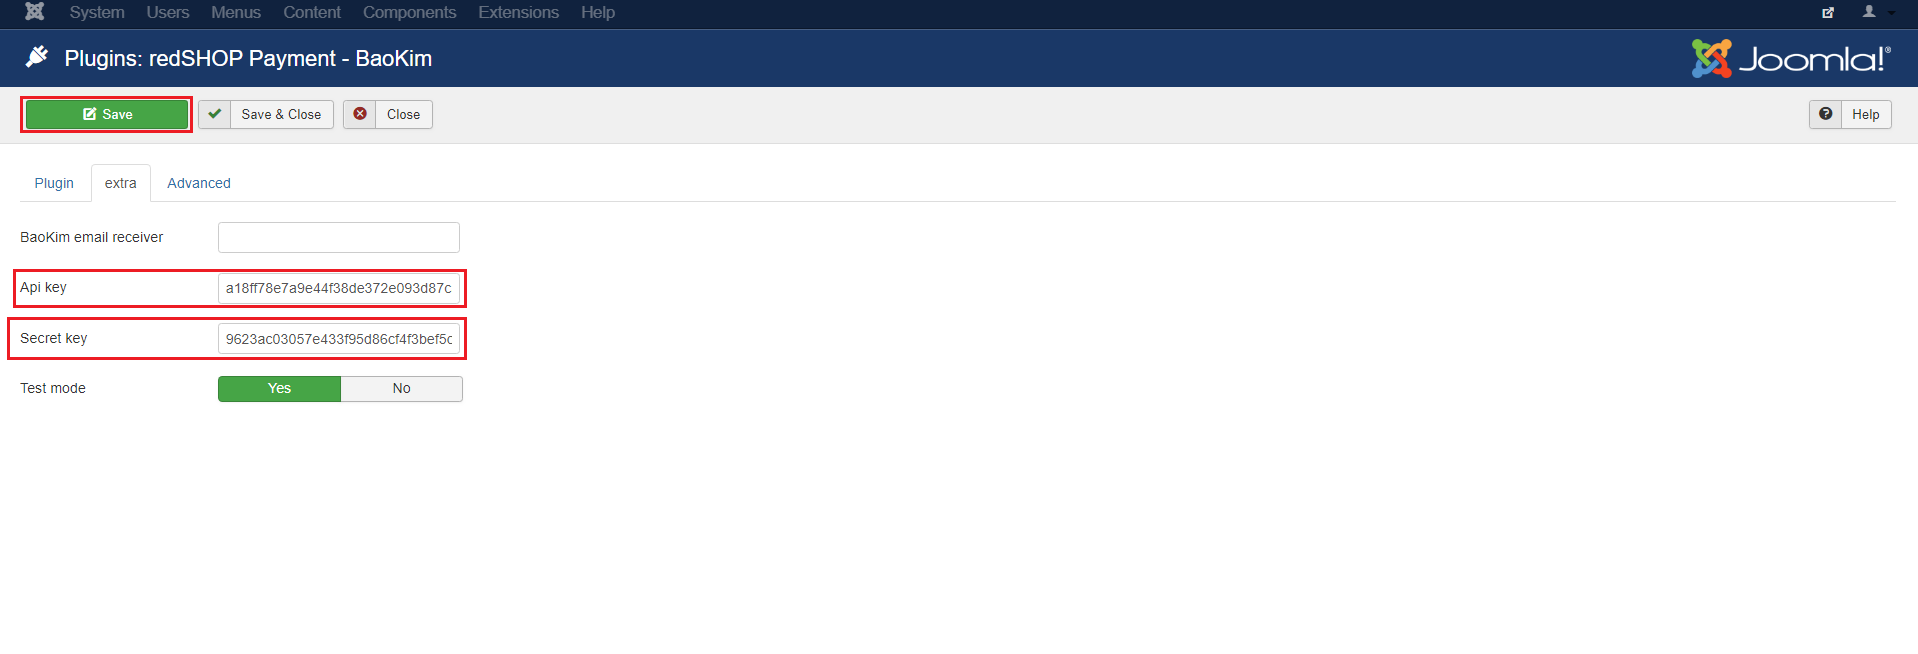 System Users Menus Content Components Extensions Help
Plugins: redSHOP Payment - BaoKim
Joomla!®
Save Save & Close Close Help
Plugin extra Advanced
BaoKim email receiver
Api key a18ff78e7a9e44f38de372e093d87c
Secret key 9623ac03057e433f95d86cf4f3bef5c
Test mode Yes No